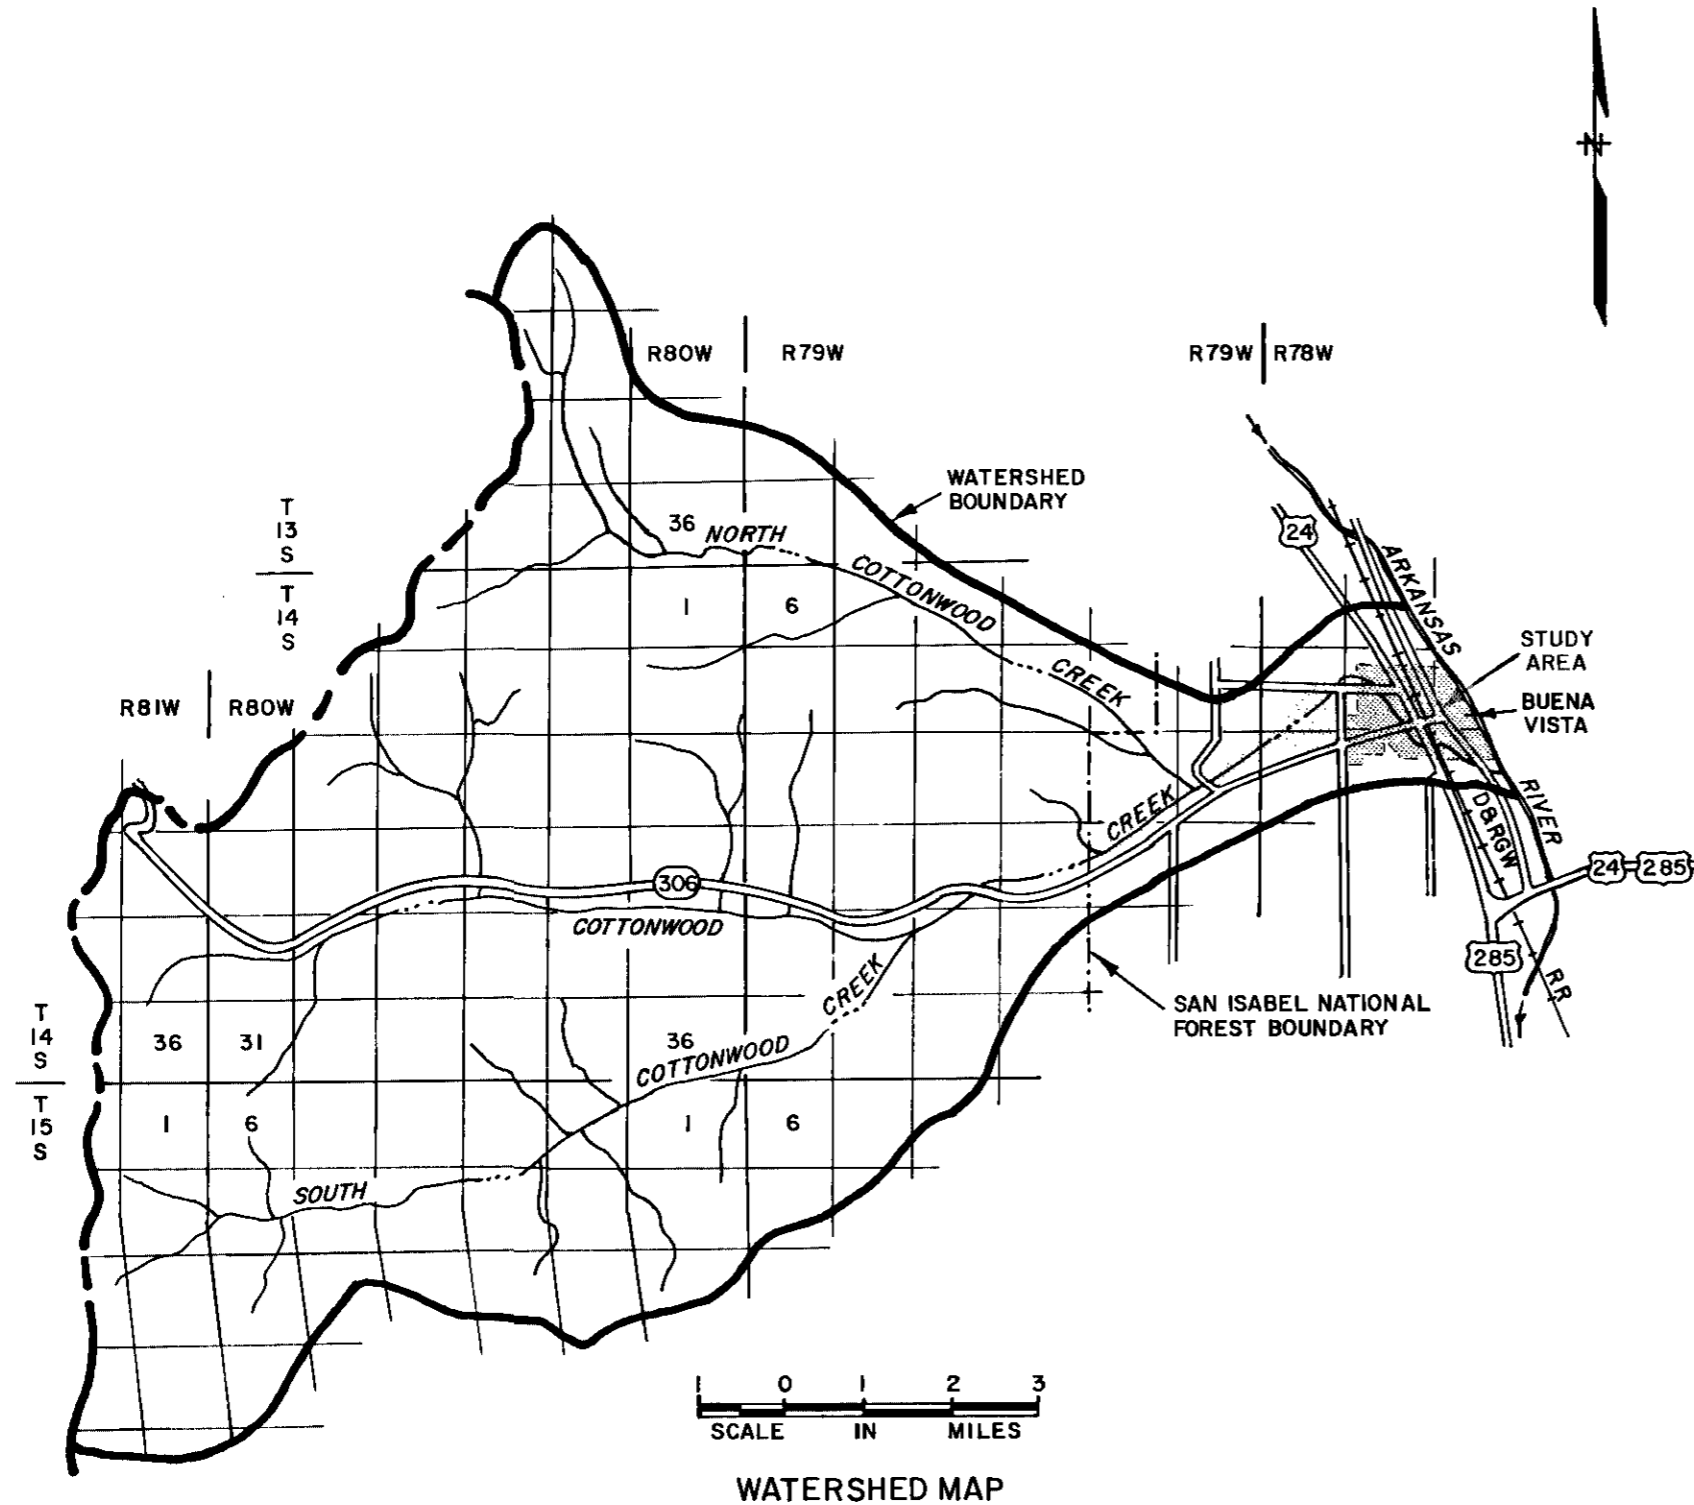 N
R80W
R79W
R79W
R78W
WATERSHED
BOUNDARY
T
13
S
T
14
S
36
NORTH
COTTONWOOD
CREEK
24
ARKANSAS
RIVER
1
6
STUDY
AREA
BUENA
VISTA
R81W
R80W
CREEK
D&RGW
RR
306
COTTONWOOD
24
285
285
CREEK
SAN ISABEL NATIONAL
FOREST BOUNDARY
T
14
S
T
15
S
36
31
36
COTTONWOOD
1
6
1
6
SOUTH
1 0 1 2 3
SCALE IN MILES
WATERSHED MAP